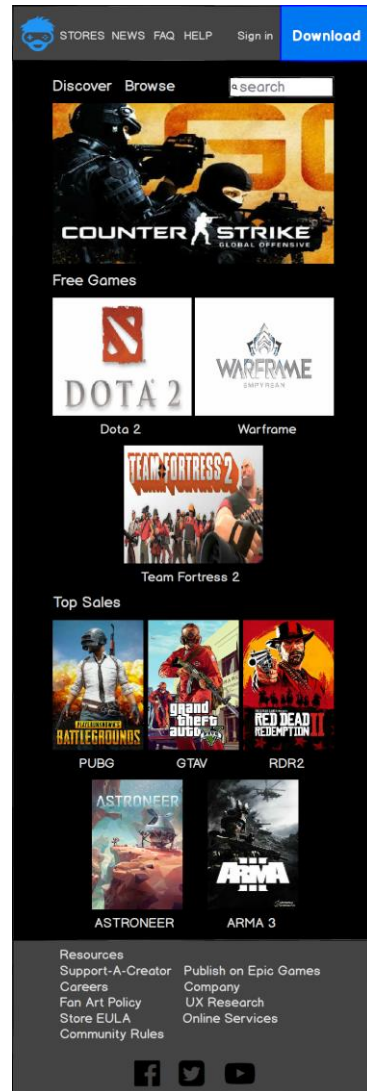 STORES NEWS FAQ HELP Sign in Download
Discover Browse search
GO
COUNTER STRIKE
GLOBAL OFFENSIVE
Free Games
DOTA 2
WARFRAME
EMPYREAN
Dota 2 Warframe
TEAM FORTRESS 2
Team Fortress 2
Top Sales
BATTLEGROUNDS
grand
theft
auto
RED DEAD
REDEMPTION II
PUBG GTAV RDR2
ASTRONEER
ARMA
III
ASTRONEER ARMA 3
Resources
Support-A-Creator Publish on Epic Games
Careers Company
Fan Art Policy UX Research
Store EULA Online Services
Community Rules